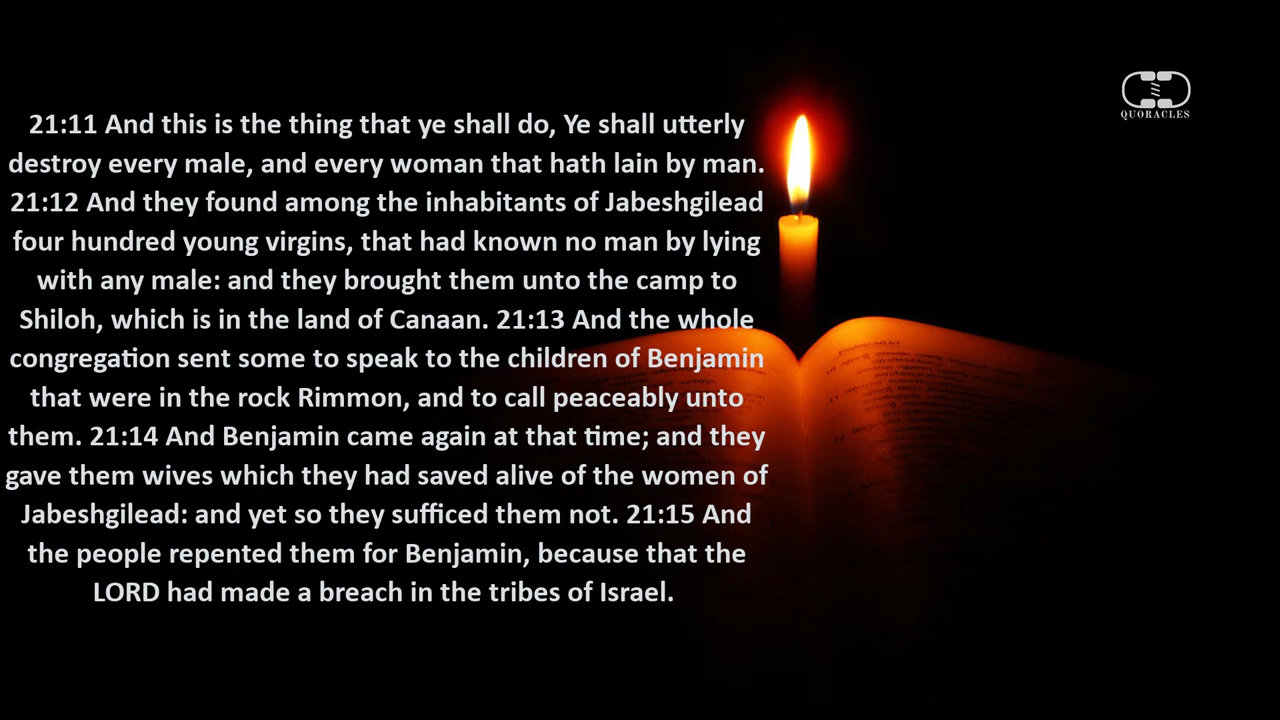 21:11 And this is the thing that ye shall do, Ye shall utterly
destroy every male, and every woman that hath lain by man.
21:12 And they found among the inhabitants of Jabeshgilead
four hundred young virgins, that had known no man by lying
with any male: and they brought them unto the camp to
Shiloh, which is in the land of Canaan. 21:13 And the whole
congregation sent some to speak to the children of Benjamin
that were in the rock Rimmon, and to call peaceably unto
them. 21:14 And Benjamin came again at that time; and they
gave them wives which they had saved alive of the women of
Jabeshgilead: and yet so they sufficed them not. 21:15 And
the people repented them for Benjamin, because that the
LORD had made a breach in the tribes of Israel.
QUORACLES